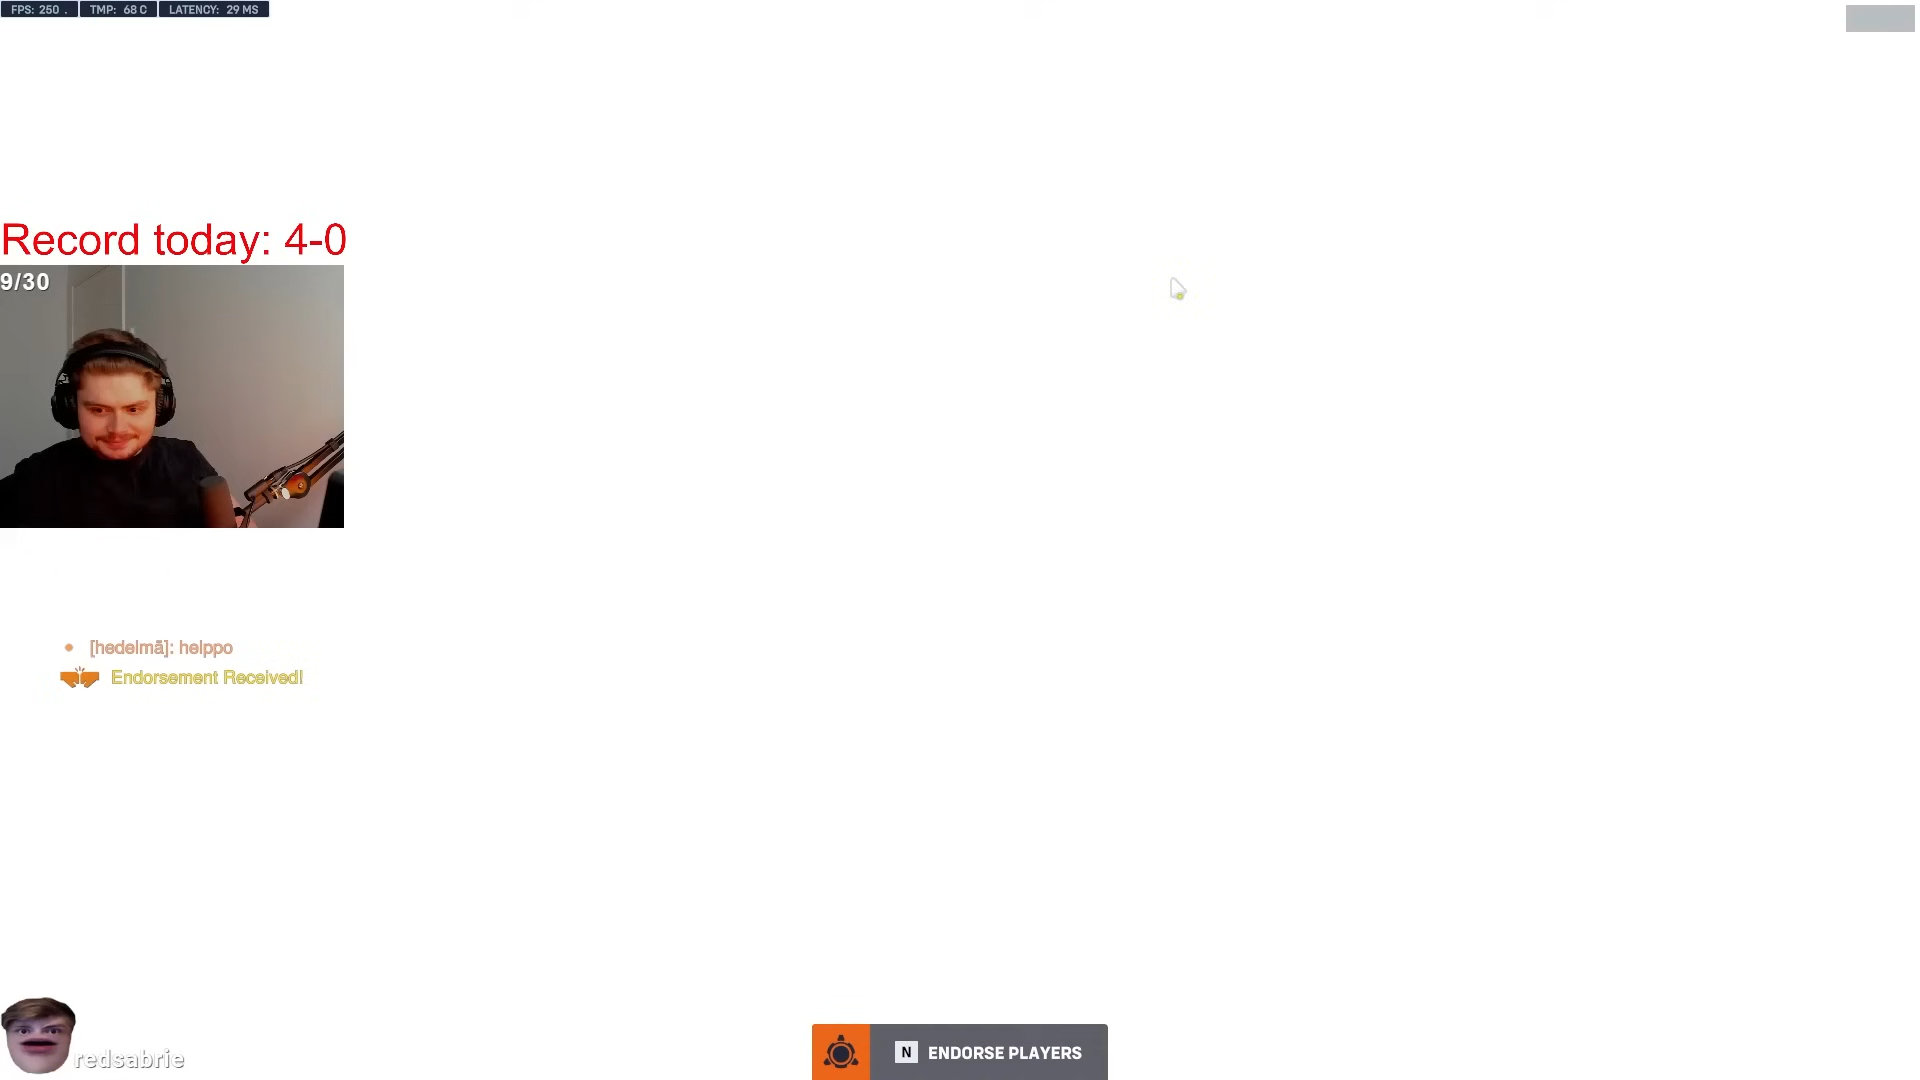 FPS: 250 . TMP: 68 C LATENCY: 29 MS
Record today: 4-0
9/30
[hedelmä]: helppo
Endorsement Received!
redsabrie
N ENDORSE PLAYERS